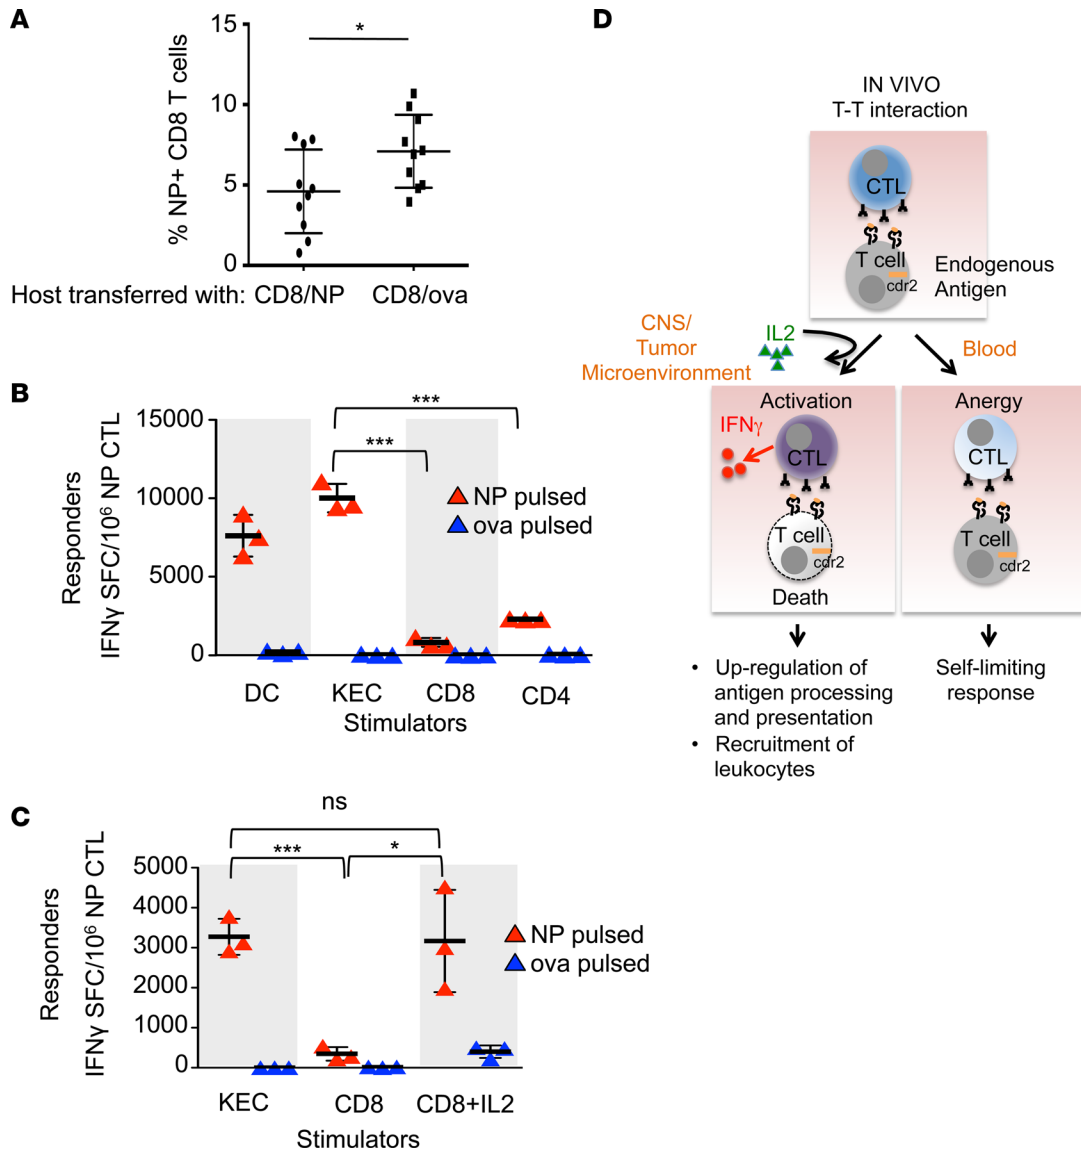 A
15
10
5
0
*
% NP+ CD8 T cells
Host transferred with: CD8/NP CD8/ova
B
15000
10000
5000
0
***
***
Responders
IFNγ SFC/10⁶ NP CTL
NP pulsed
ova pulsed
DC KEC CD8 CD4
Stimulators
C
ns
***
*
5000
4000
3000
2000
1000
0
Responders
IFNγ SFC/10⁶ NP CTL
NP pulsed
ova pulsed
KEC CD8 CD8+IL2
Stimulators
D
IN VIVO
T-T interaction
CTL
T cell
cdr2
Endogenous
Antigen
CNS/
Tumor
Microenvironment
IL2
Blood
Activation
IFNγ
CTL
T cell
cdr2
Death
Anergy
CTL
T cell
cdr2
• Up-regulation of
antigen processing
and presentation
• Recruitment of
leukocytes
Self-limiting
response